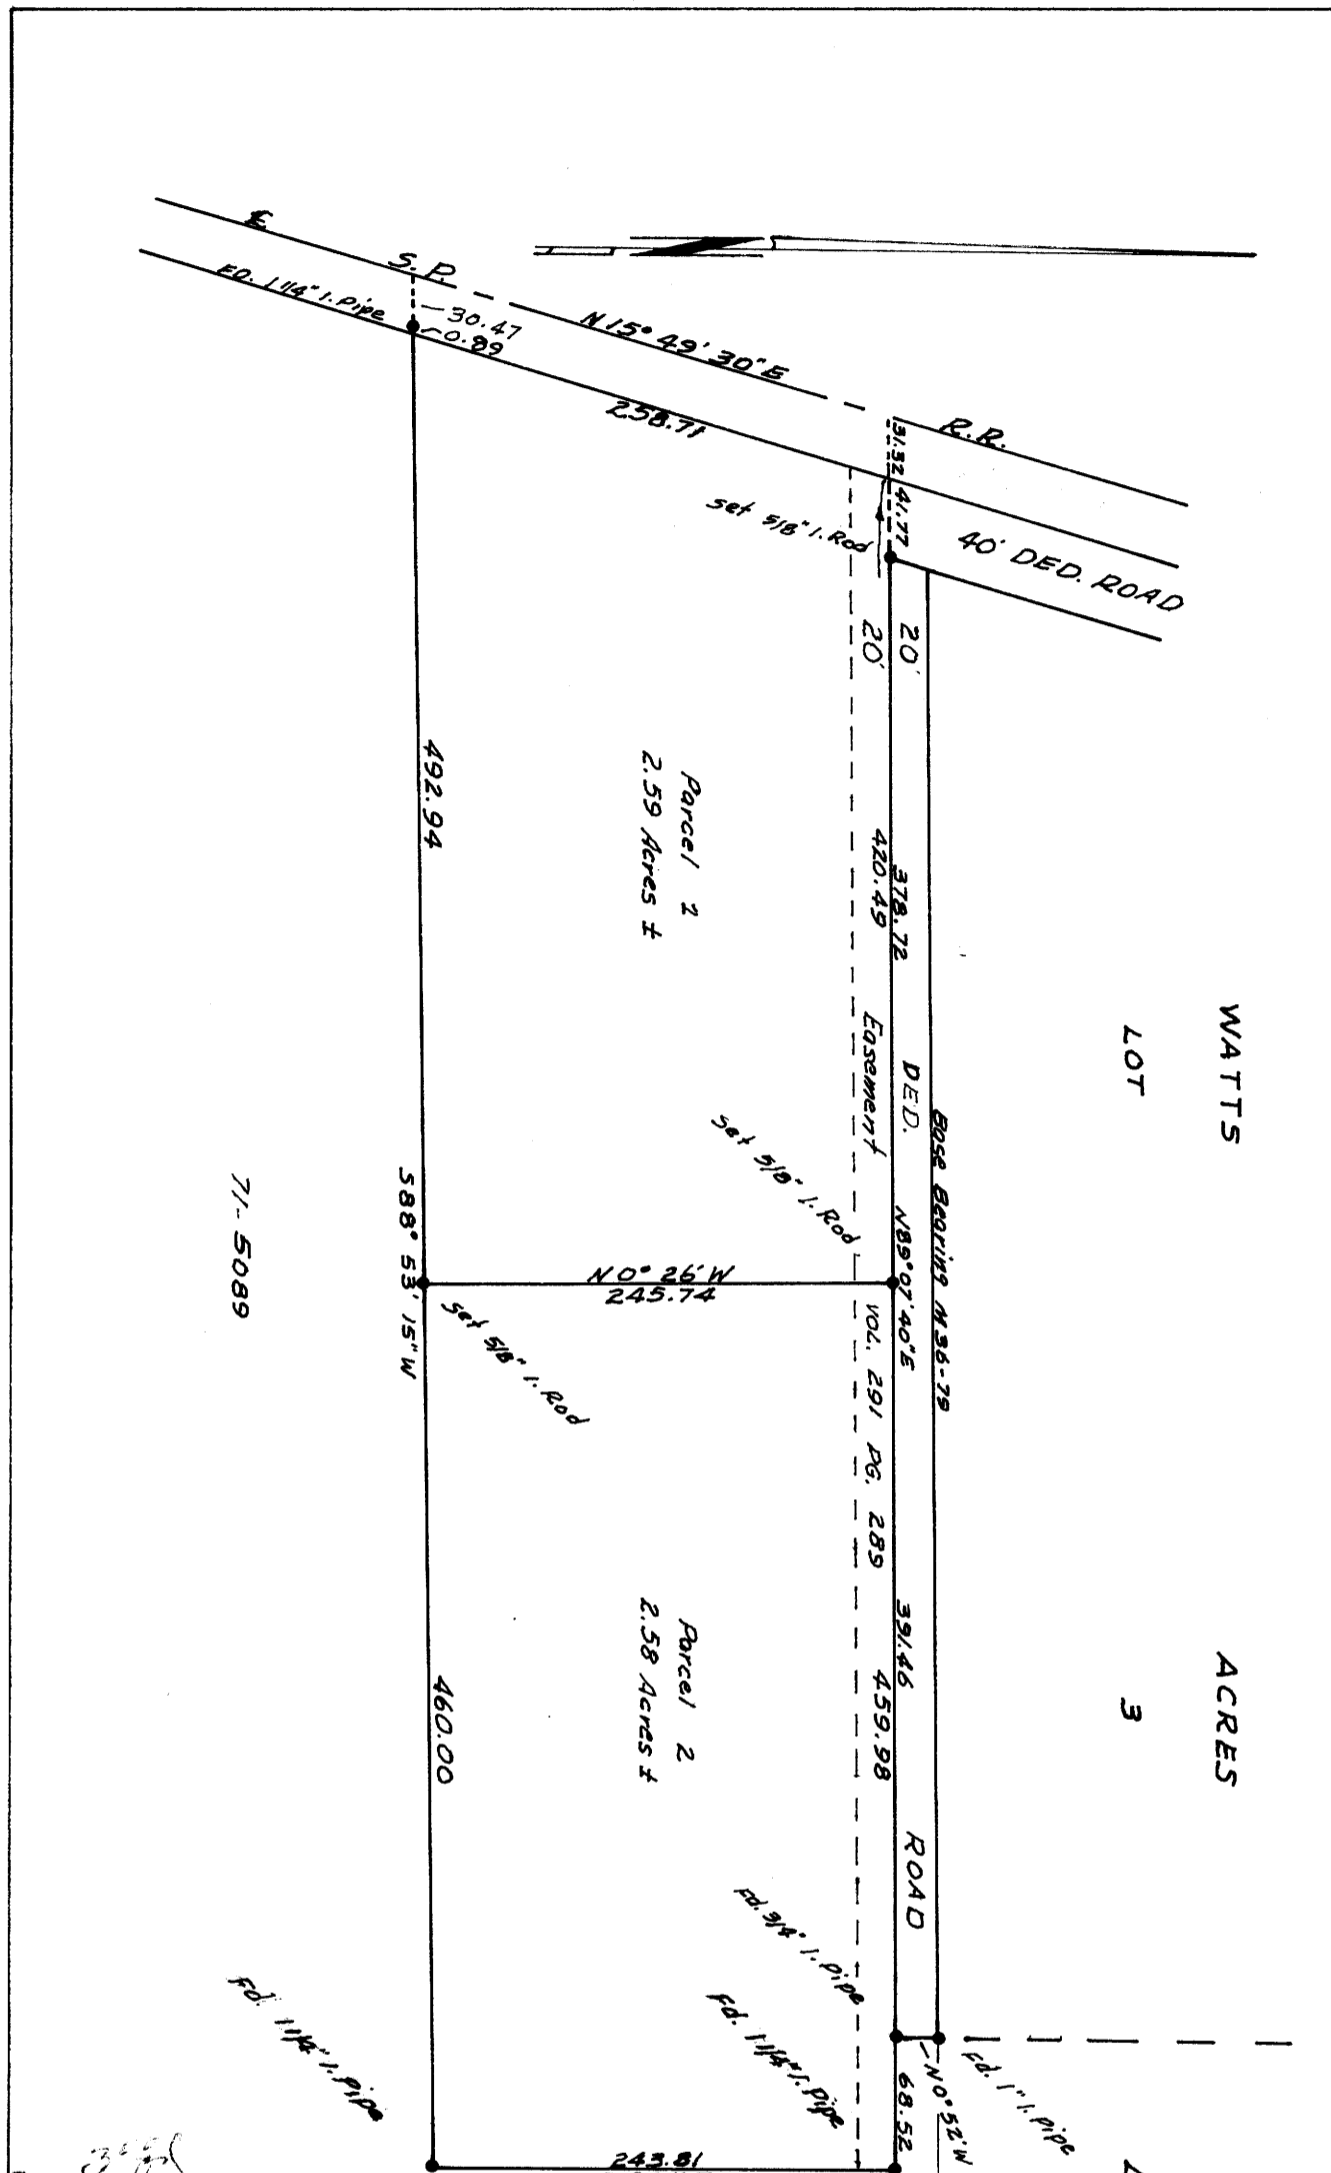 WATTS ACRES
LOT 3
S. P. R.R.
N 15° 49' 30" E
FD. 1 1/4" I. Pipe
30.47
0.89
258.71
31.32
41.77
40' DED. ROAD
set 5/8" I. Rod
20'
20'
378.72
420.49
492.94
Parcel 2
2.59 Acres ±
Easement
DED. ROAD
Base Bearing M 36-79
N89°07'40"E
set 5/8" I. Rod
N 0° 26' W
245.74
S88° 53' 15" W
set 5/8" I. Rod
71-5089
VOL. 291 PG. 289
391.46
459.98
Parcel 2
2.58 Acres ±
460.00
Fd. 3/4" I. Pipe
Fd. 1 1/4" I. Pipe
Fd. 1 1/4" I. Pipe
Fd. 1" I. Pipe
N 0° 52' W
68.52
243.81